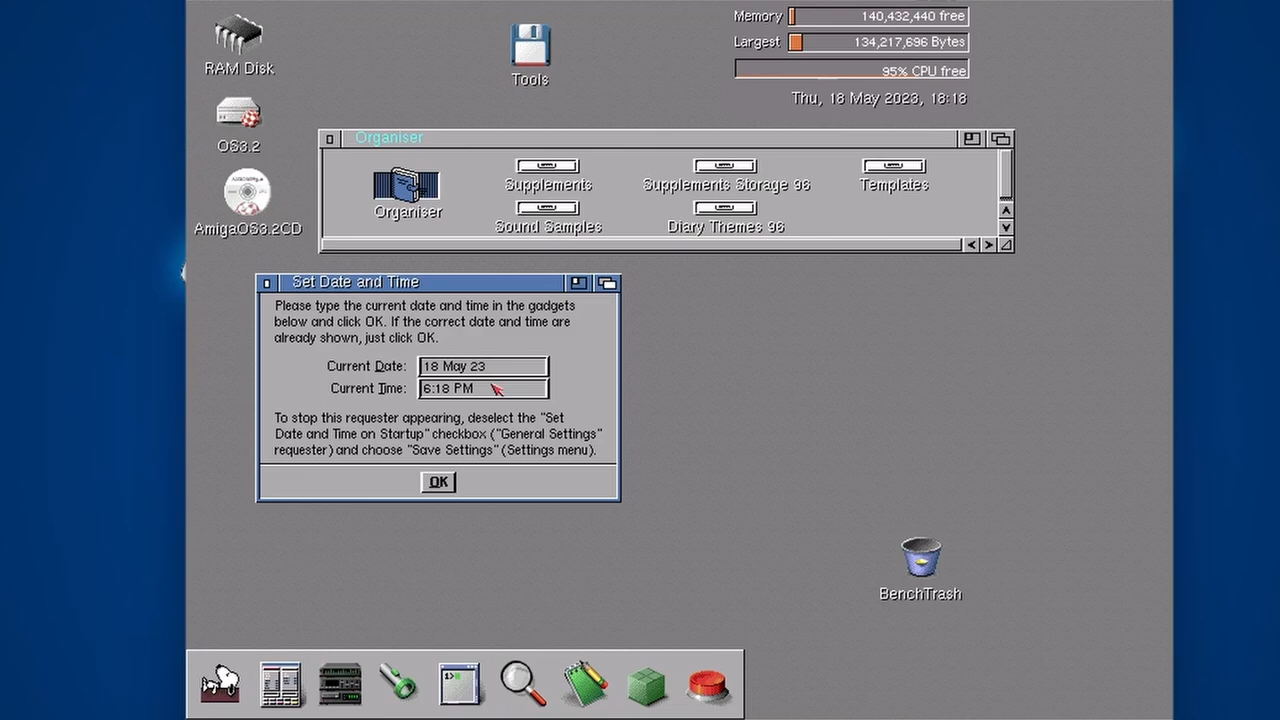 RAM Disk
OS3.2
AmigaOS3.2CD
Tools
Memory 140,432,440 free
Largest 134,217,696 Bytes
95% CPU free
Thu, 18 May 2023, 18:18
Organiser
Organiser
Supplements
Supplements Storage 96
Templates
Sound Samples
Diary Themes 96
Set Date and Time
Please type the current date and time in the gadgets
below and click OK. If the correct date and time are
already shown, just click OK.
Current Date: 18 May 23
Current Time: 6:18 PM
To stop this requester appearing, deselect the "Set
Date and Time on Startup" checkbox ("General Settings"
requester) and choose "Save Settings" (Settings menu).
OK
BenchTrash
1>